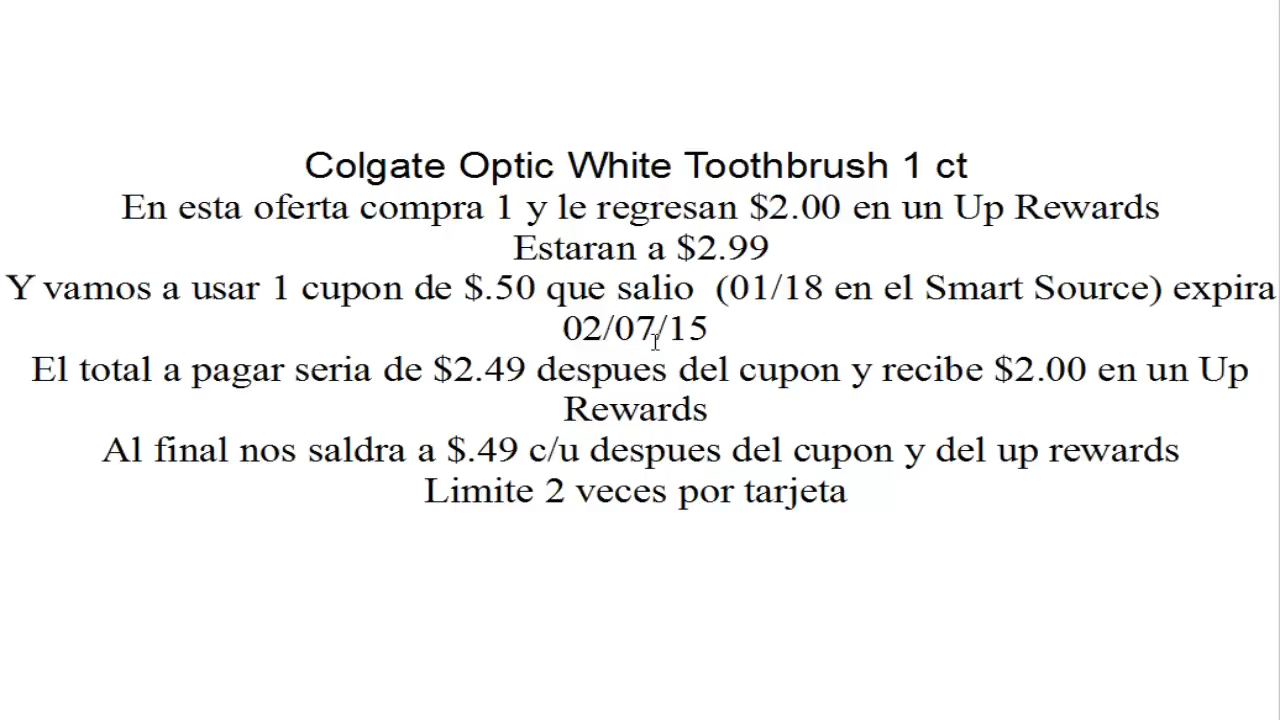 Colgate Optic White Toothbrush 1 ct
En esta oferta compra 1 y le regresan $2.00 en un Up Rewards
Estaran a $2.99
Y vamos a usar 1 cupon de $.50 que salio (01/18 en el Smart Source) expira
02/07/15
El total a pagar seria de $2.49 despues del cupon y recibe $2.00 en un Up
Rewards
Al final nos saldra a $.49 c/u despues del cupon y del up rewards
Limite 2 veces por tarjeta